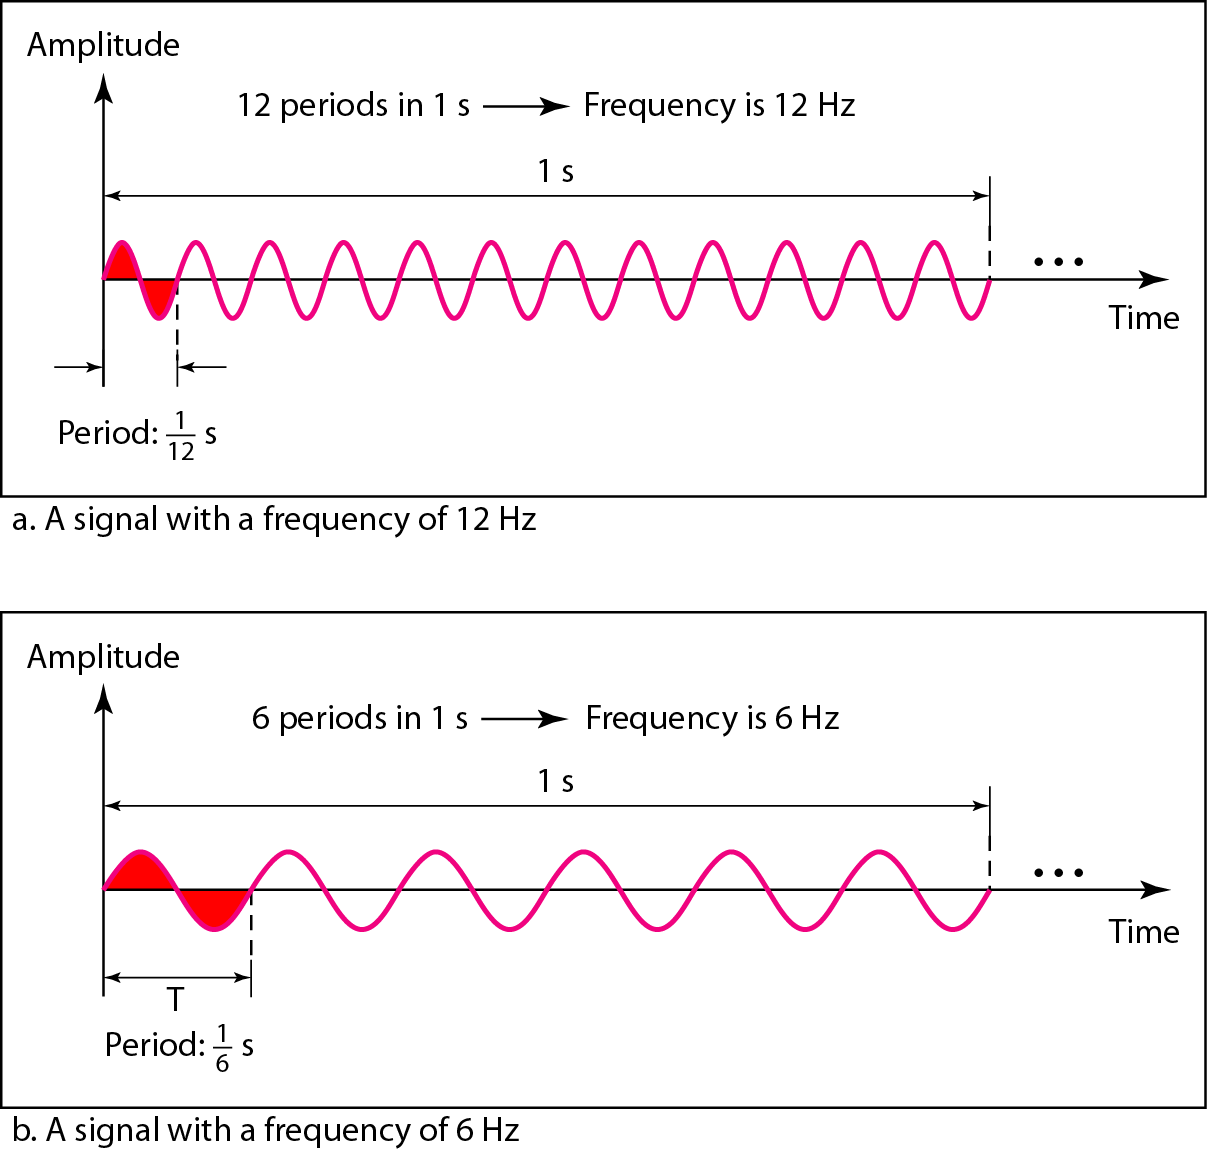 Amplitude
12 periods in 1 s Frequency is 12 Hz
1 s
•••
Time
Period: 1/12 s
a. A signal with a frequency of 12 Hz
Amplitude
6 periods in 1 s Frequency is 6 Hz
1 s
•••
Time
T
Period: 1/6 s
b. A signal with a frequency of 6 Hz